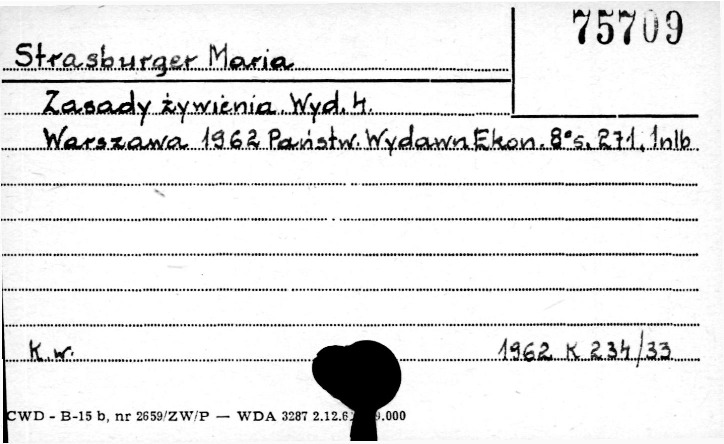 75709
Strasburger Maria
Zasady żywienia. Wyd. 4.
Warszawa 1962 Państw. Wydawn Ekon. 8° s. 271, 1nlb
K.w. 1962 K 234/33
CWD - B-15 b, nr 2659/ZW/P — WDA 3287 2.12.6 .000